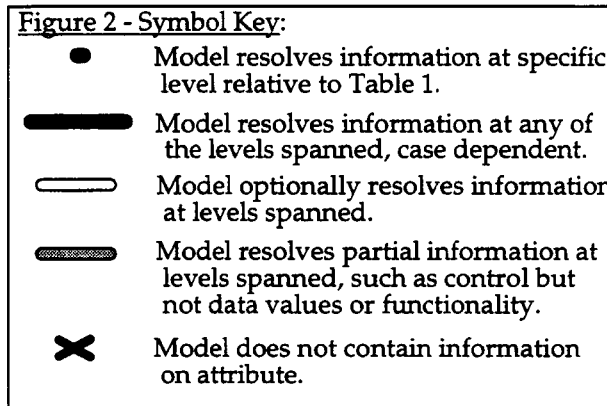 Figure 2 - Symbol Key:
Model resolves information at specific
level relative to Table 1.
Model resolves information at any of
the levels spanned, case dependent.
Model optionally resolves information
at levels spanned.
Model resolves partial information at
levels spanned, such as control but
not data values or functionality.
Model does not contain information
on attribute.